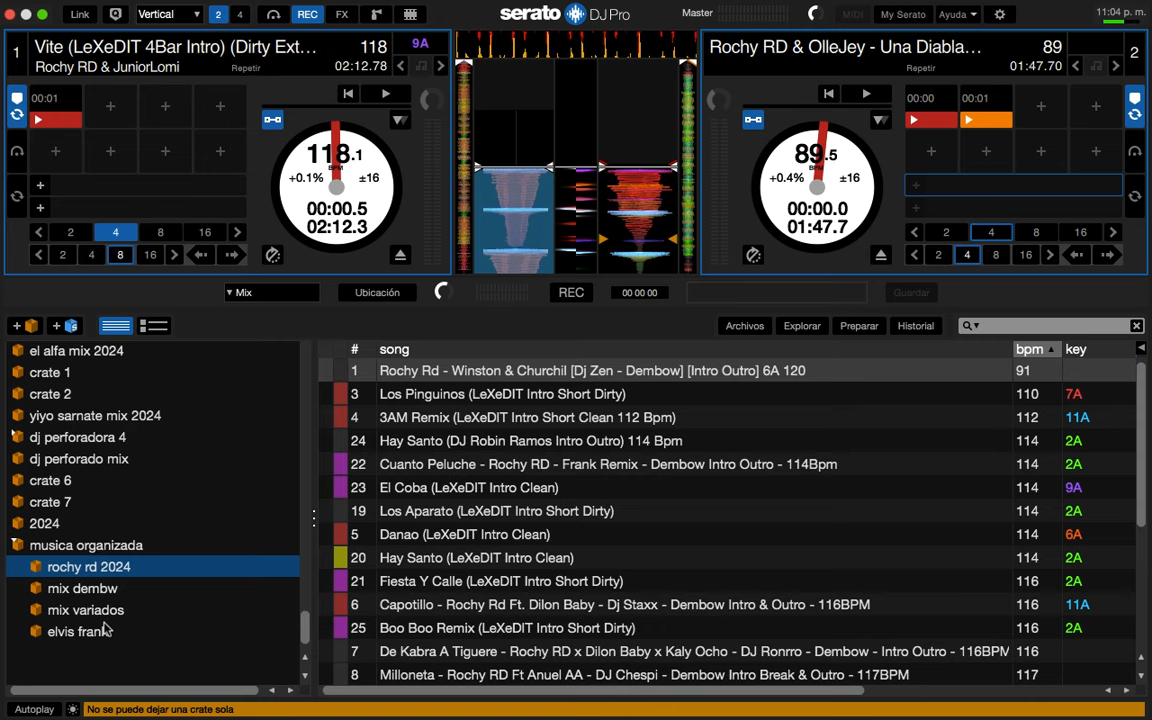 Link Vertical 2 4 REC FX serato DJ Pro Master MIDI My Serato Ayuda 11:04 p. m.
1 Vite (LeXeDIT 4Bar Intro) (Dirty Ext... 118 9A
Rochy RD & JuniorLomi Repetir 02:12.78
Rochy RD & OlleJey - Una Diabla... 89 2
Repetir 01:47.70
00:01
00:00 00:01
118.1
BPM
+0.1% ±16
00:00.5
02:12.3
89.5
BPM
+0.4% ±16
00:00.0
01:47.7
2 4 8 16
2 4 8 16
2 4 8 16
2 4 8 16
Mix Ubicación REC 00 00 00 Guardar
Archivos Explorar Preparar Historial
el alfa mix 2024
crate 1
crate 2
yiyo sarnate mix 2024
dj perforadora 4
dj perforado mix
crate 6
crate 7
2024
musica organizada
rochy rd 2024
mix dembw
mix variados
elvis frank
# song bpm key
1 Rochy Rd - Winston & Churchil [Dj Zen - Dembow] [Intro Outro] 6A 120 91
3 Los Pinguinos (LeXeDIT Intro Short Dirty) 110 7A
4 3AM Remix (LeXeDIT Intro Short Clean 112 Bpm) 112 11A
24 Hay Santo (DJ Robin Ramos Intro Outro) 114 Bpm 114 2A
22 Cuanto Peluche - Rochy RD - Frank Remix - Dembow Intro Outro - 114Bpm 114 2A
23 El Coba (LeXeDIT Intro Clean) 114 9A
19 Los Aparato (LeXeDIT Intro Short Dirty) 114 2A
5 Danao (LeXeDIT Intro Clean) 114 6A
20 Hay Santo (LeXeDIT Intro Clean) 114 2A
21 Fiesta Y Calle (LeXeDIT Intro Short Dirty) 116 2A
6 Capotillo - Rochy Rd Ft. Dilon Baby - Dj Staxx - Dembow Intro & Outro - 116BPM 116 11A
25 Boo Boo Remix (LeXeDIT Intro Short Dirty) 116 2A
7 De Kabra A Tiguere - Rochy RD x Dilon Baby x Kaly Ocho - DJ Ronrro - Dembow - Intro Outro - 116BPM 116
8 Milloneta - Rochy RD Ft Anuel AA - DJ Chespi - Dembow Intro Break & Outro - 117BPM 117
Autoplay No se puede dejar una crate sola